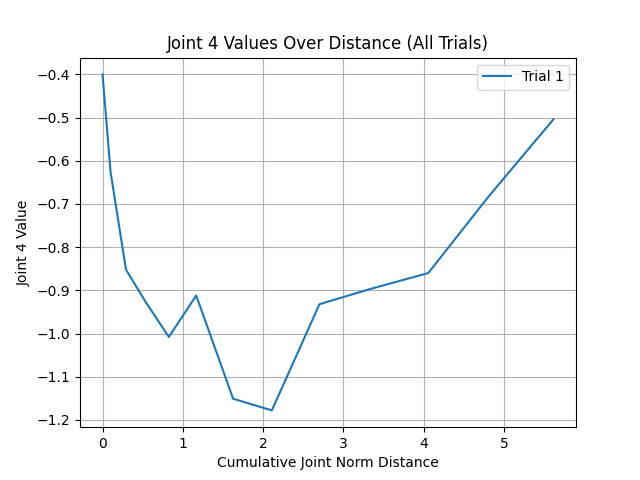 Joint 4 Values Over Distance (All Trials)
Trial 1
Joint 4 Value
−0.4
−0.5
−0.6
−0.7
−0.8
−0.9
−1.0
−1.1
−1.2
0 1 2 3 4 5
Cumulative Joint Norm Distance